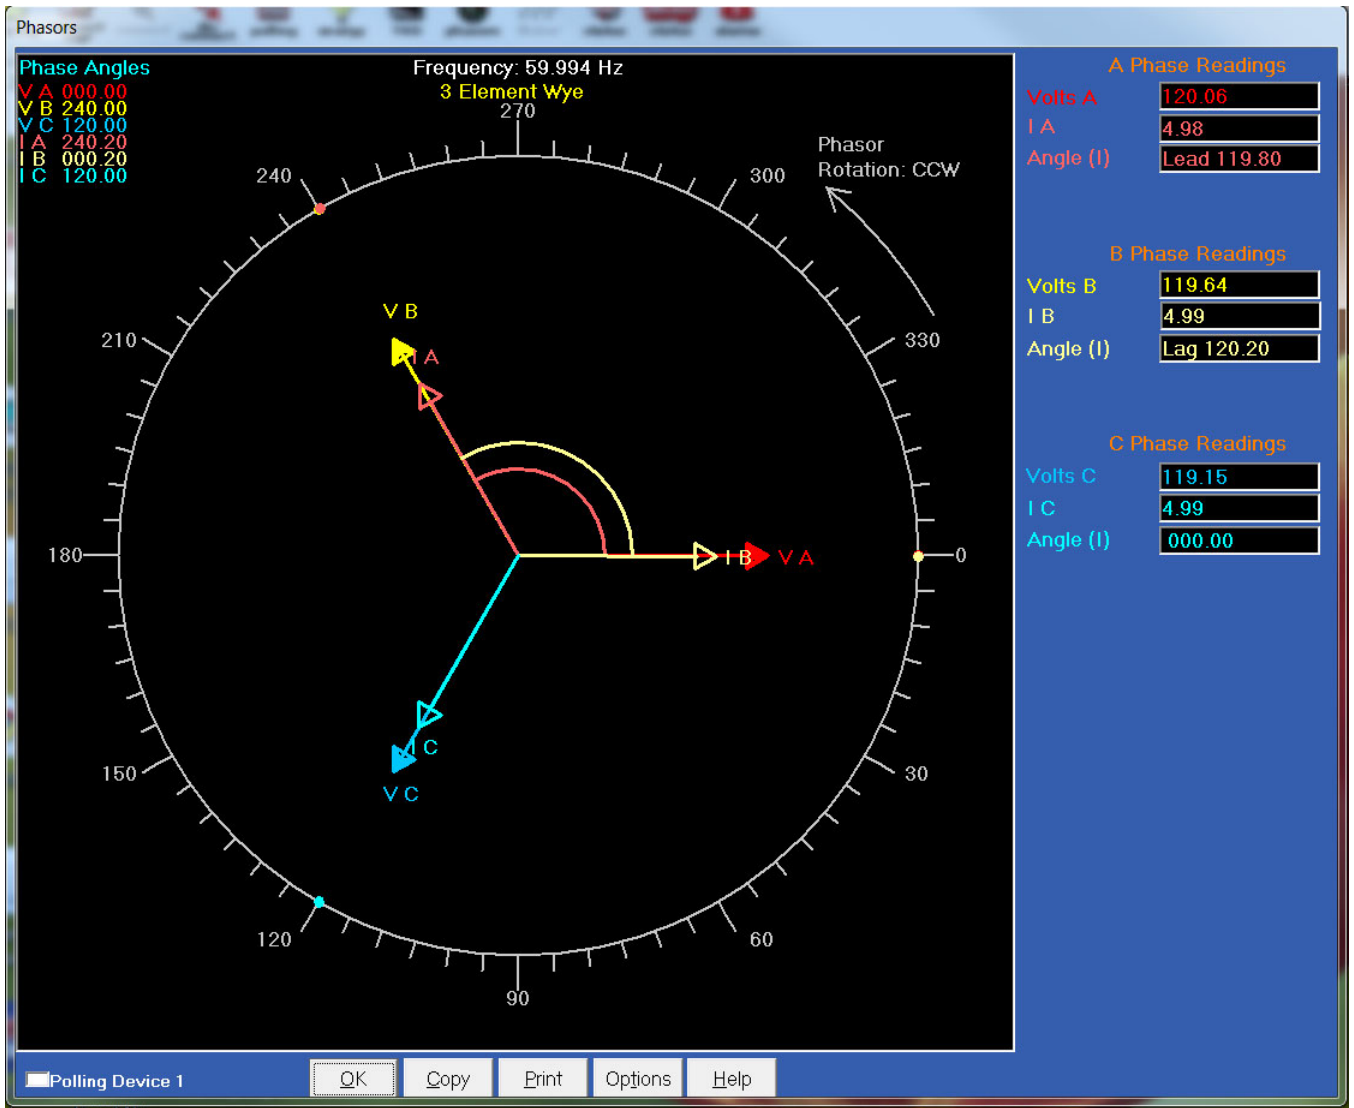 Phasors
Phase Angles
V A 000.00
V B 240.00
V C 120.00
I A 240.20
I B 000.20
I C 120.00
Frequency: 59.994 Hz
3 Element Wye
270
240
300
Phasor
Rotation: CCW
210
330
V B
I A
180
0
I B
V A
I C
V C
150
30
120
60
90
A Phase Readings
Volts A 120.06
I A 4.98
Angle (I) Lead 119.80
B Phase Readings
Volts B 119.64
I B 4.99
Angle (I) Lag 120.20
C Phase Readings
Volts C 119.15
I C 4.99
Angle (I) 000.00
Polling Device 1
OK
Copy
Print
Options
Help